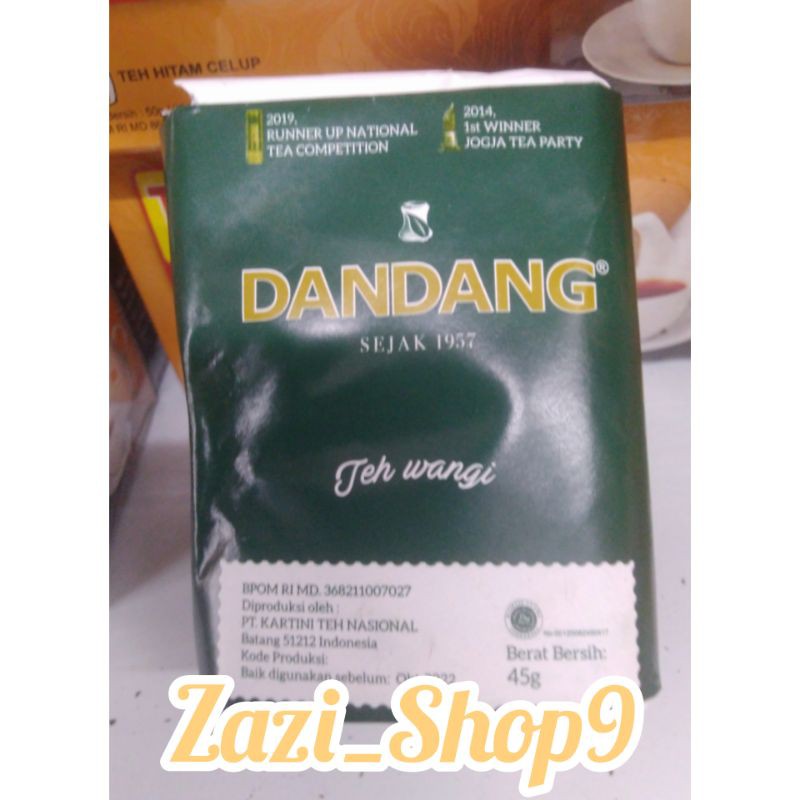 TEH HITAM CELUP
2019,
RUNNER UP NATIONAL
TEA COMPETITION
2014,
1st WINNER
JOGJA TEA PARTY
DANDANG®
SEJAK 1957
Teh wangi
BPOM RI MD. 368211007027
Diproduksi oleh :
PT. KARTINI TEH NASIONAL
Batang 51212 Indonesia
Kode Produksi:
Baik digunakan sebelum:
Berat Bersih:
45g
Zazi_Shop9